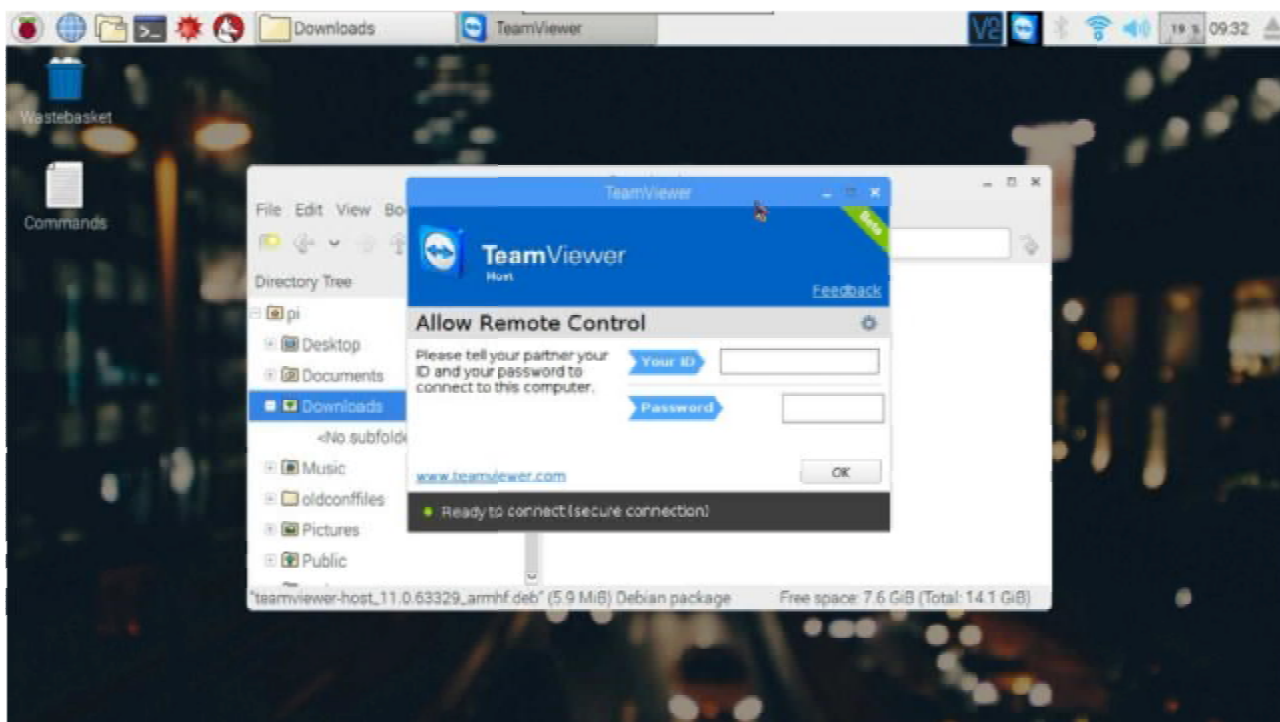 Downloads
TeamViewer
V2
19 %
09:32
Wastebasket
Commands
File Edit View Bo
Directory Tree
pi
Desktop
Documents
Downloads
<No subfolde
Music
oldconffiles
Pictures
Public
TeamViewer
Beta
TeamViewer
Host
Feedback
Allow Remote Control
Please tell your partner your
ID and your password to
connect to this computer.
Your ID
Password
www.teamviewer.com
OK
Ready to connect (secure connection)
"teamviewer-host_11.0.63329_armhf.deb" (5.9 MiB) Debian package
Free space: 7.6 GiB (Total: 14.1 GiB)